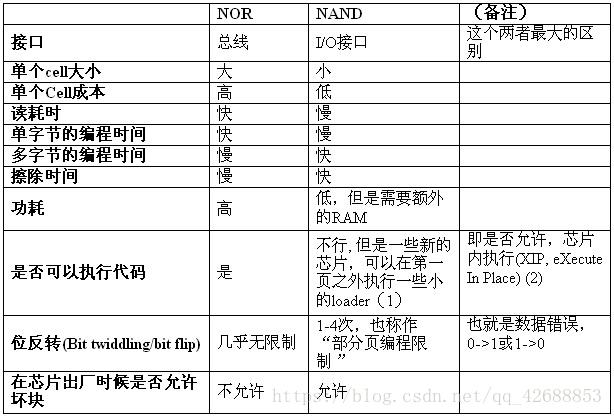 NOR NAND （备注）
接口 总线 I/O接口 这个两者最大的区
别
单个cell大小 大 小
单个Cell成本 高 低
读耗时 快 慢
单字节的编程时间 快 慢
多字节的编程时间 慢 快
擦除时间 慢 快
功耗 高 低，但是需要额外
的RAM
是否可以执行代码 是 不行,但是一些新的
芯片，可以在第一
页之外执行一些小
的loader（1）
即是否允许，芯片
内执行(XIP, eXecute
In Place) (2)
位反转(Bit twiddling/bit flip) 几乎无限制 1-4次，也称作
“部分页编程限
制 ”
也就是数据错误，
0->1或1->0
在芯片出厂时候是否允许
坏块
不允许 允许
https://blog.csdn.net/qq_42688853